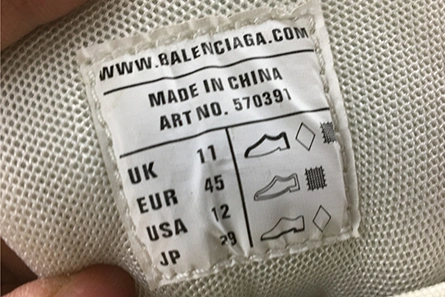 WWW.BALENCIAGA.COM
MADE IN CHINA
ART NO. 570391
UK 11
EUR 45
USA 12
JP 29